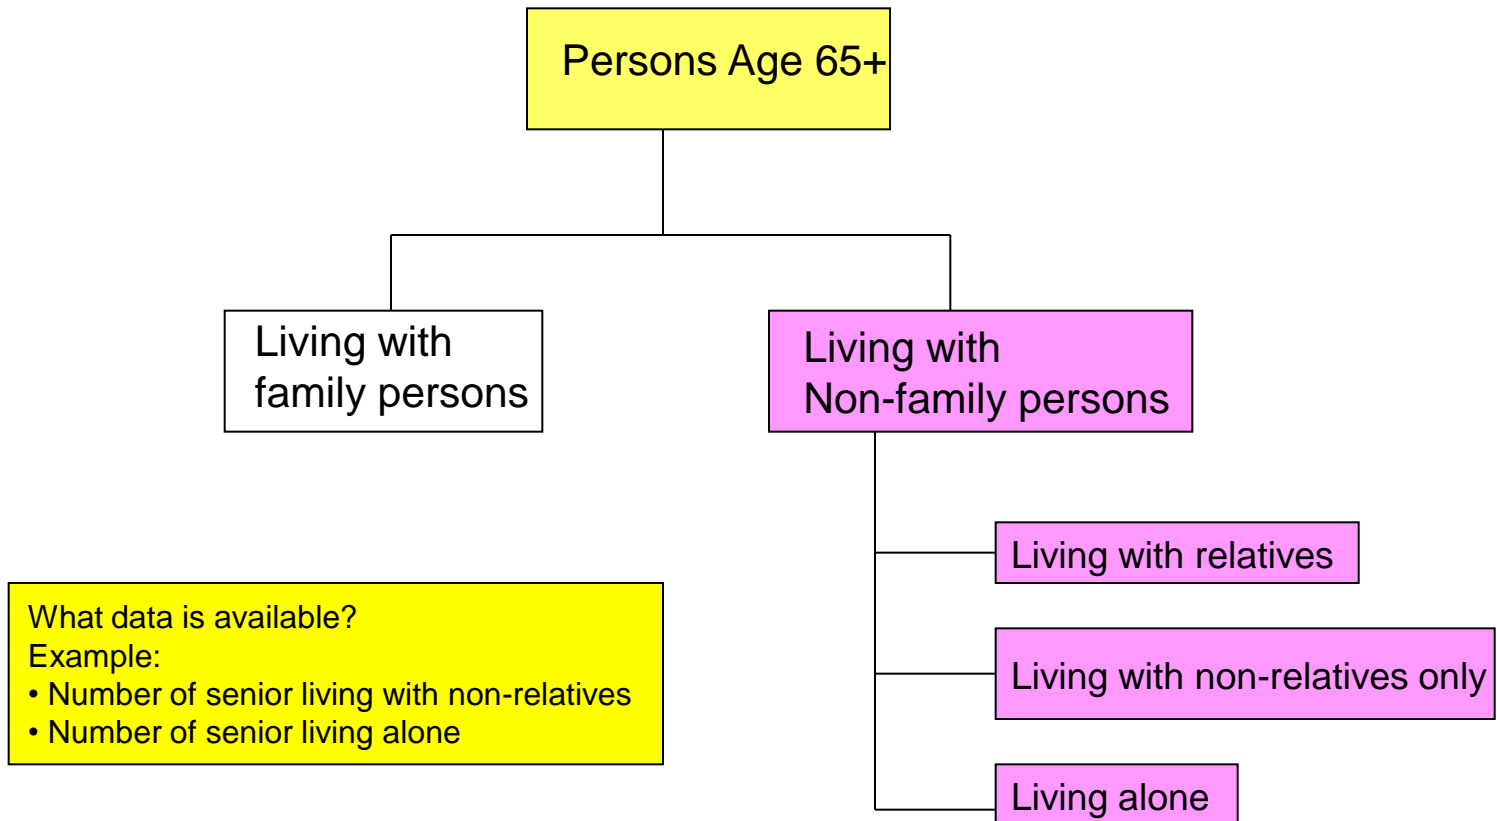 Persons Age 65+
Living with
family persons
Living with
Non-family persons
Living with relatives
Living with non-relatives only
Living alone
What data is available?
Example:
• Number of senior living with non-relatives
• Number of senior living alone